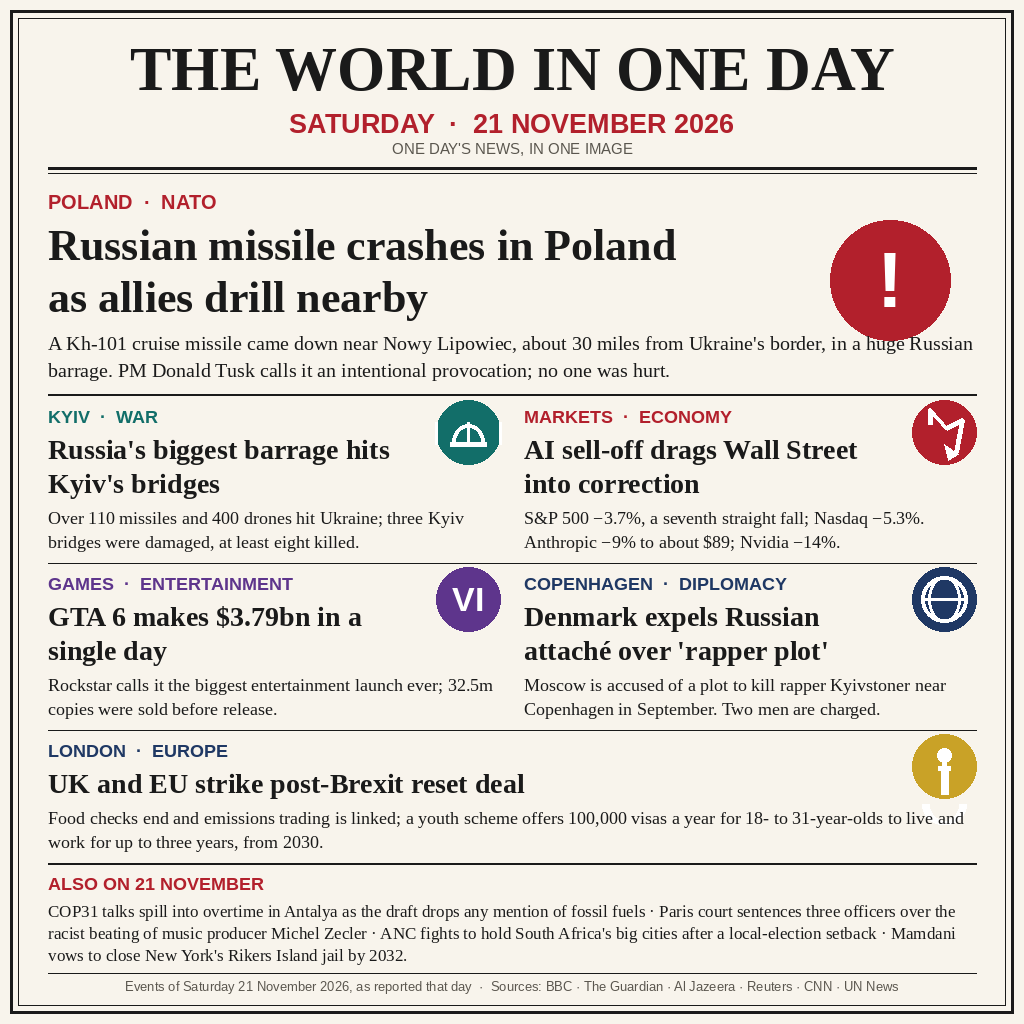 THE WORLD IN ONE DAY
SATURDAY · 21 NOVEMBER 2026
ONE DAY'S NEWS, IN ONE IMAGE
POLAND · NATO
Russian missile crashes in Poland
as allies drill nearby
!
A Kh-101 cruise missile came down near Nowy Lipowiec, about 30 miles from Ukraine's border, in a huge Russian
barrage. PM Donald Tusk calls it an intentional provocation; no one was hurt.
KYIV · WAR
Russia's biggest barrage hits
Kyiv's bridges
Over 110 missiles and 400 drones hit Ukraine; three Kyiv
bridges were damaged, at least eight killed.
MARKETS · ECONOMY
AI sell-off drags Wall Street
into correction
S&P 500 −3.7%, a seventh straight fall; Nasdaq −5.3%.
Anthropic −9% to about $89; Nvidia −14%.
GAMES · ENTERTAINMENT
VI
GTA 6 makes $3.79bn in a
single day
Rockstar calls it the biggest entertainment launch ever; 32.5m
copies were sold before release.
COPENHAGEN · DIPLOMACY
Denmark expels Russian
attaché over 'rapper plot'
Moscow is accused of a plot to kill rapper Kyivstoner near
Copenhagen in September. Two men are charged.
LONDON · EUROPE
UK and EU strike post-Brexit reset deal
Food checks end and emissions trading is linked; a youth scheme offers 100,000 visas a year for 18- to 31-year-olds to live and
work for up to three years, from 2030.
ALSO ON 21 NOVEMBER
COP31 talks spill into overtime in Antalya as the draft drops any mention of fossil fuels · Paris court sentences three officers over the
racist beating of music producer Michel Zecler · ANC fights to hold South Africa's big cities after a local-election setback · Mamdani
vows to close New York's Rikers Island jail by 2032.
Events of Saturday 21 November 2026, as reported that day · Sources: BBC · The Guardian · Al Jazeera · Reuters · CNN · UN News